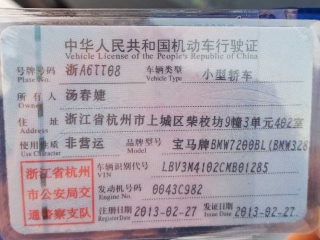 中华人民共和国机动车行驶证
Vehicle License of the People's Republic of China
号牌号码 浙A6TT08 车辆类型 小型轿车
Plate No. Vehicle Type
所有人 汤春婕
Owner
住址 浙江省杭州市上城区柴校坊9幢3单元402室
Address
使用性质 非营运 品牌型号 宝马牌BMW7200BL(BMW328
Use Character Model
浙江省杭州市公安局交通警察支队
车辆识别代号 LBV3M4102CMB01285
VIN
发动机号码 0043C982
Engine No.
注册日期 2013-02-27 发证日期 2013-02-27
Register Date Issue Date